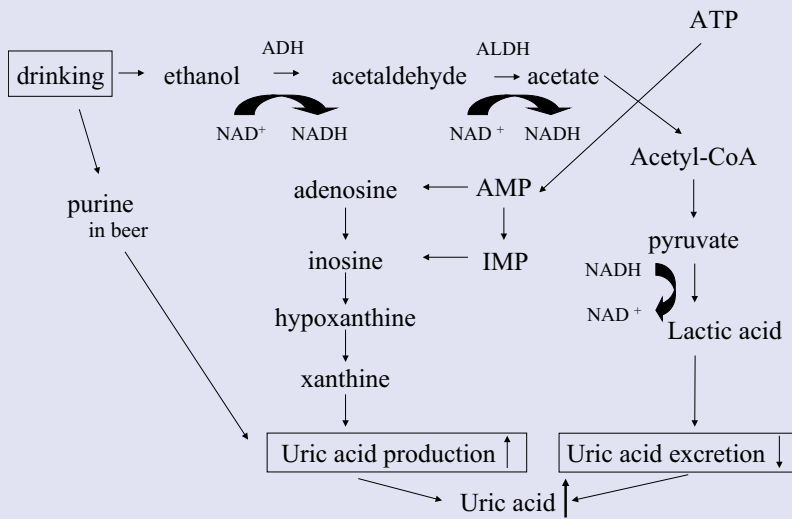 ATP
ADH
ALDH
drinking
ethanol
acetaldehyde
acetate
NAD+
NADH
NAD +
NADH
Acetyl-CoA
adenosine
AMP
purine
in beer
pyruvate
inosine
IMP
NADH
NAD +
hypoxanthine
Lactic acid
xanthine
Uric acid production
Uric acid excretion
Uric acid